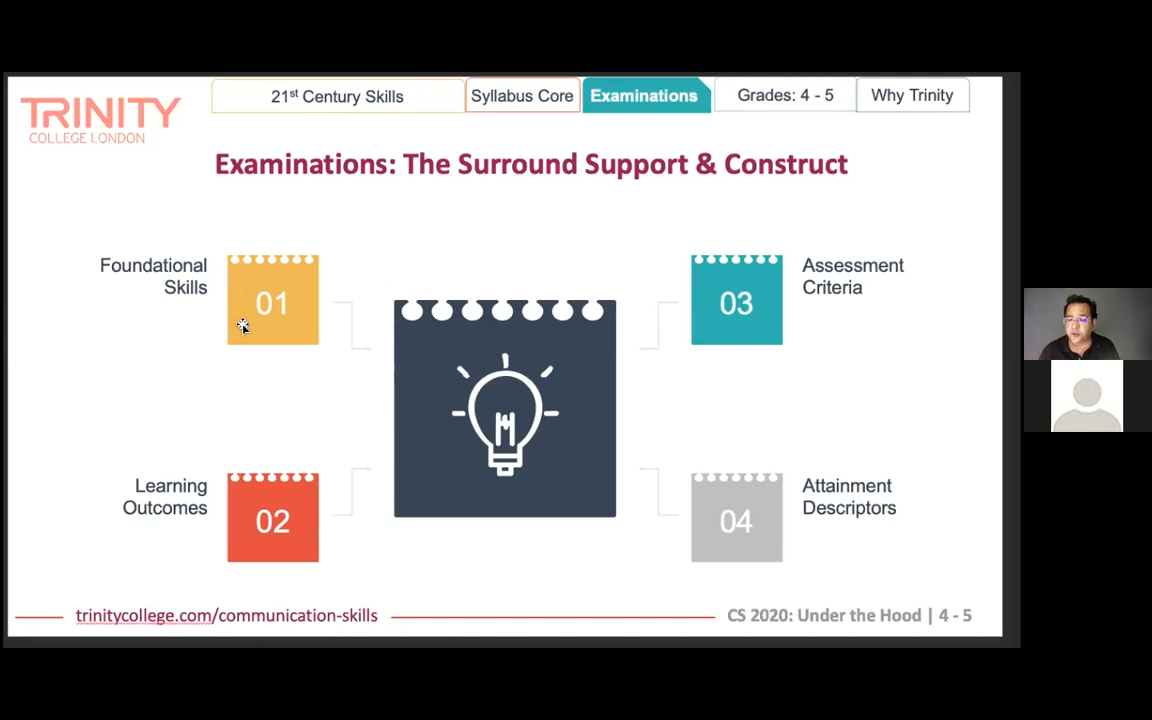 TRINITY
COLLEGE LONDON
21st Century Skills
Syllabus Core
Examinations
Grades: 4 - 5
Why Trinity
Examinations: The Surround Support & Construct
Foundational
Skills
01
03
Assessment
Criteria
Learning
Outcomes
02
04
Attainment
Descriptors
trinitycollege.com/communication-skills
CS 2020: Under the Hood | 4 - 5